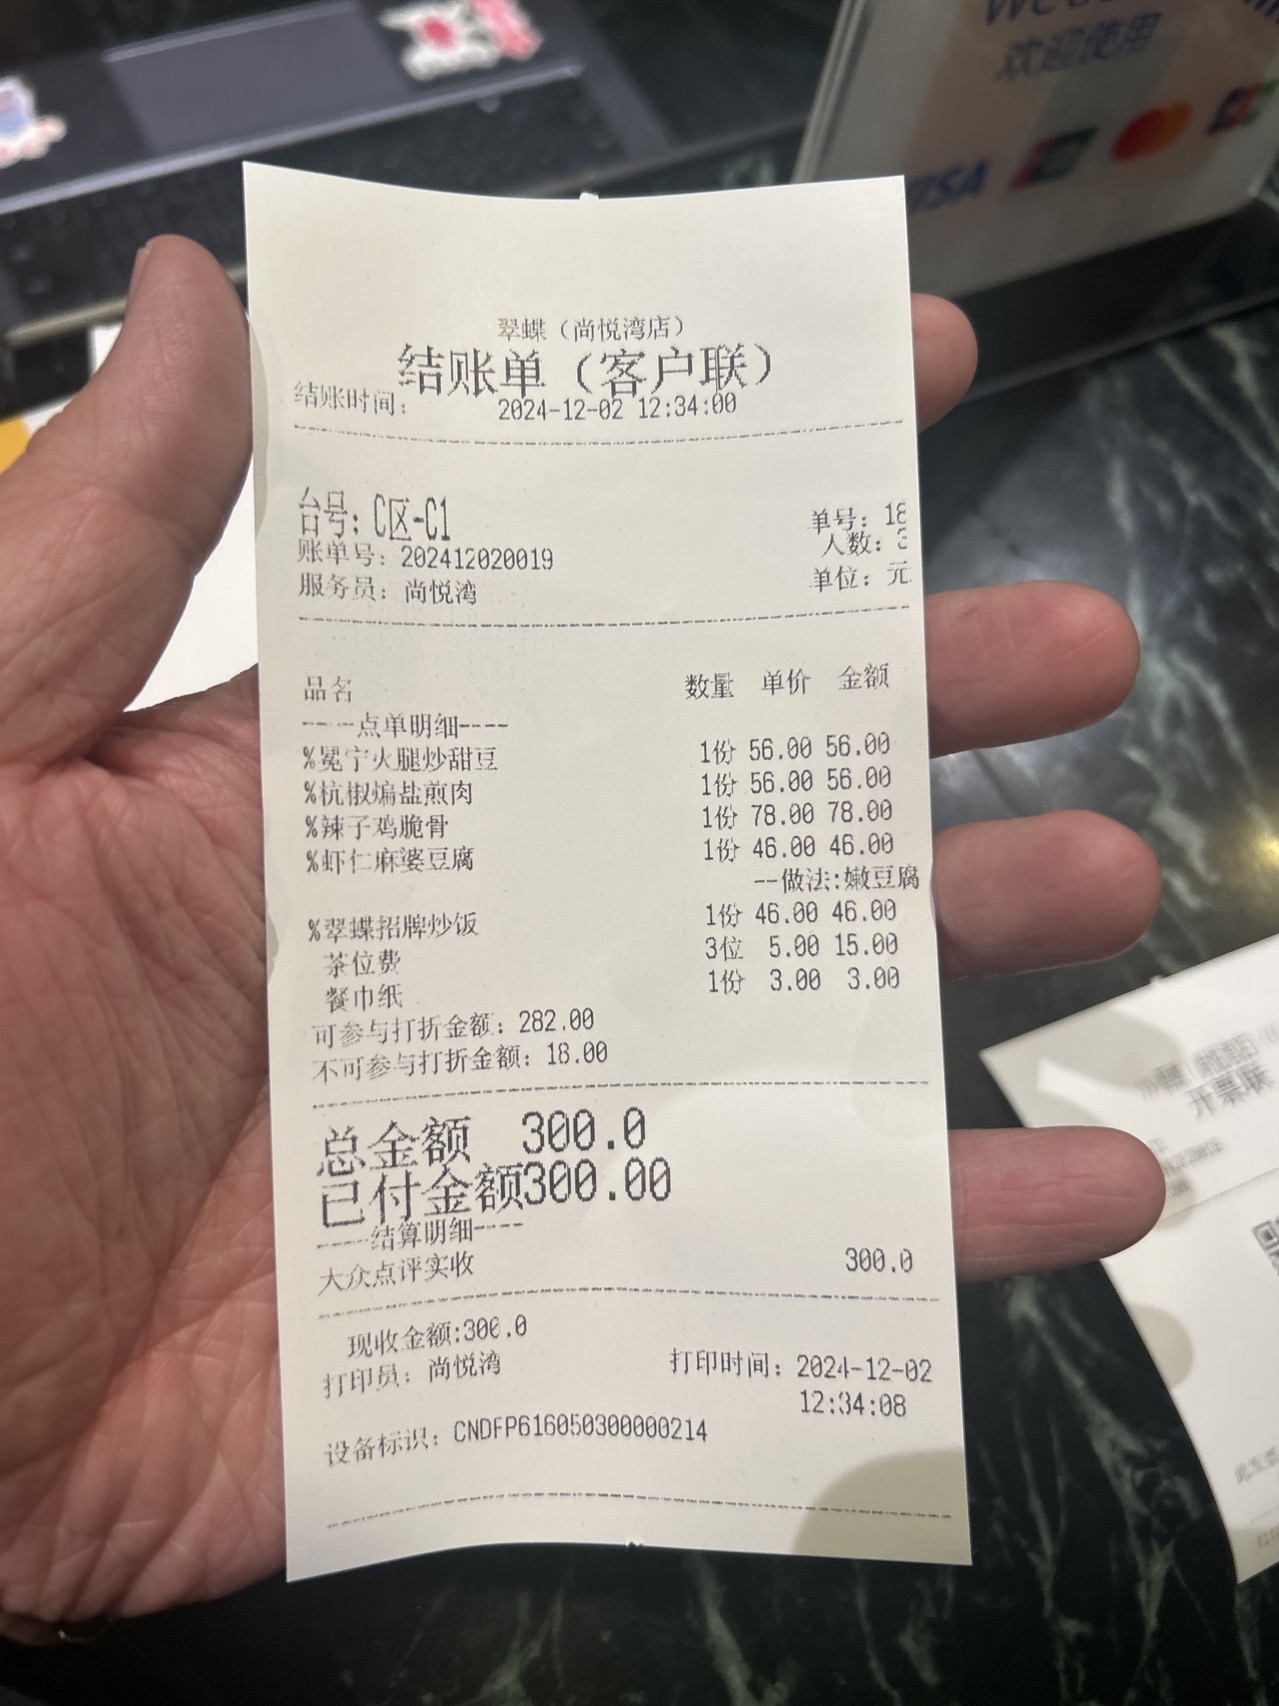 We
欢迎使用
VISA
翠蝶（尚悦湾店）
结账单（客户联）
结账时间： 2024-12-02 12:34:00
台号：C区-C1
单号：18
账单号：202412020019
人数：3
服务员：尚悦湾
单位：元
品名 数量 单价 金额
----点单明细----
%冕宁火腿炒甜豆 1份 56.00 56.00
%杭椒煸盐煎肉 1份 56.00 56.00
%辣子鸡脆骨 1份 78.00 78.00
%虾仁麻婆豆腐 1份 46.00 46.00
--做法:嫩豆腐
%翠蝶招牌炒饭 1份 46.00 46.00
茶位费 3位 5.00 15.00
餐巾纸 1份 3.00 3.00
可参与打折金额：282.00
不可参与打折金额：18.00
总金额 300.0
已付金额300.00
----结算明细----
大众点评实收 300.0
现收金额:300.0
打印员：尚悦湾 打印时间：2024-12-02
12:34:08
设备标识：CNDFP616050300000214
开票联